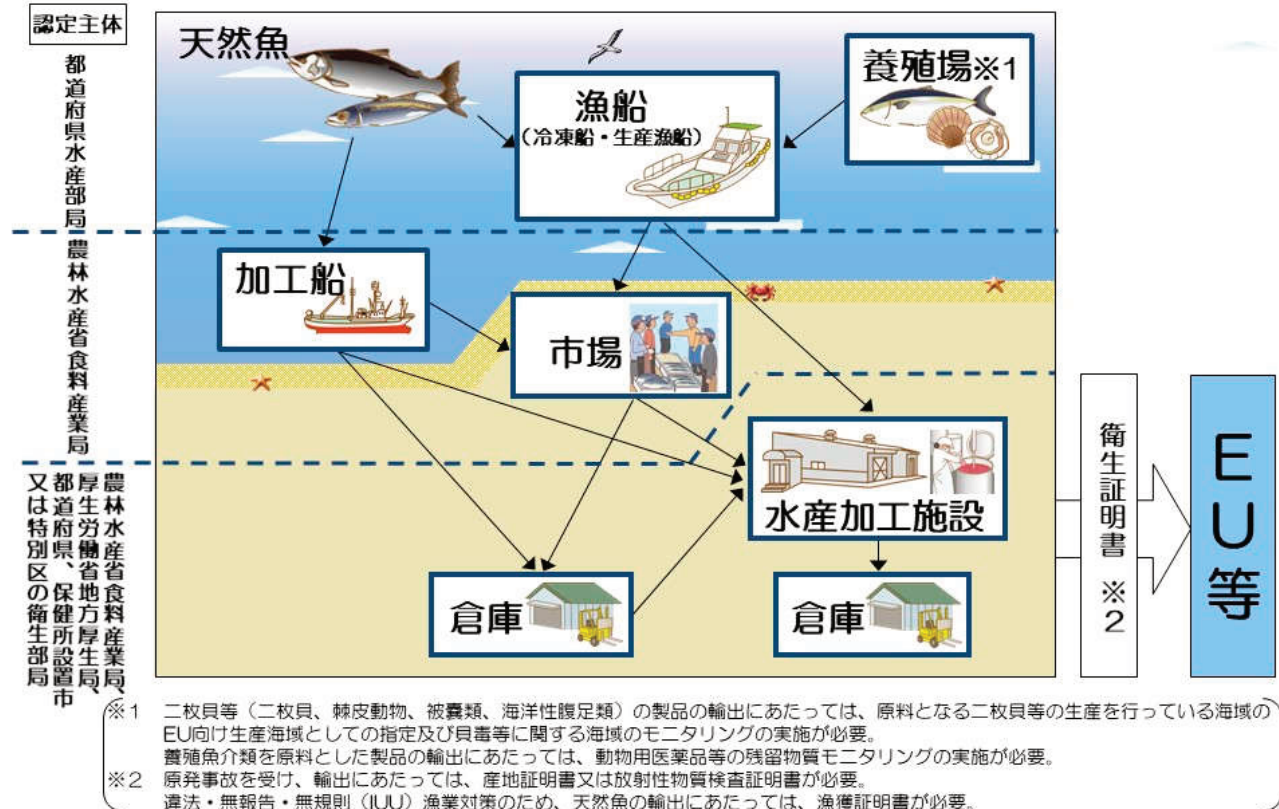 認定主体
都道府県水産部局
農林水産省食料産業局
農林水産省食料産業局、
厚生労働省地方厚生局、
都道府県、保健所設置市
又は特別区の衛生部局
天然魚
漁船
（冷凍船・生産漁船）
養殖場※1
加工船
市場
水産加工施設
倉庫
倉庫
衛生証明書 ※2
EU等
※1 二枚貝等（二枚貝、棘皮動物、被嚢類、海洋性腹足類）の製品の輸出にあたっては、原料となる二枚貝等の生産を行っている海域の
EU向け生産海域としての指定及び貝毒等に関する海域のモニタリングの実施が必要。
養殖魚介類を原料とした製品の輸出にあたっては、動物用医薬品等の残留物質モニタリングの実施が必要。
※2 原発事故を受け、輸出にあたっては、産地証明書又は放射性物質検査証明書が必要。
違法・無報告・無規則（IUU）漁業対策のため、天然魚の輸出にあたっては、漁獲証明書が必要。